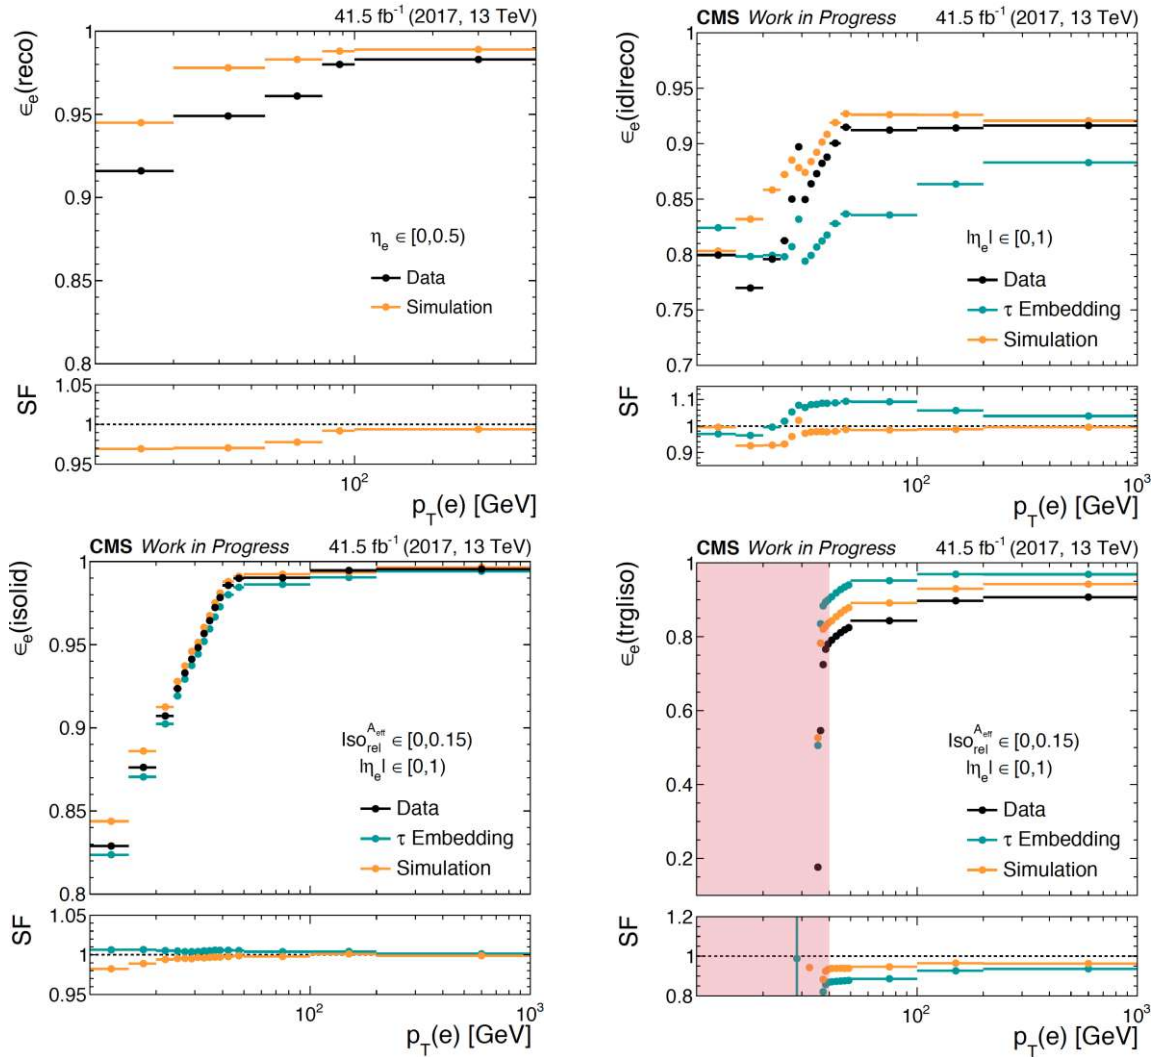 41.5 fb⁻¹ (2017, 13 TeV)
ϵₑ(reco)
1
0.95
0.9
0.85
0.8
ηₑ ∈ [0,0.5)
Data
Simulation
SF
1.05
1
0.95
10²
p_T(e) [GeV]
CMS Work in Progress 41.5 fb⁻¹ (2017, 13 TeV)
ϵₑ(id|reco)
1
0.95
0.9
0.85
0.8
0.75
0.7
|ηₑ| ∈ [0,1)
Data
τ Embedding
Simulation
SF
1.1
1
0.9
10² 10³
p_T(e) [GeV]
CMS Work in Progress 41.5 fb⁻¹ (2017, 13 TeV)
ϵₑ(iso|id)
1
0.95
0.9
0.85
0.8
Iso_rel^A_eff ∈ [0,0.15)
|ηₑ| ∈ [0,1)
Data
τ Embedding
Simulation
SF
1.05
1
0.95
10² 10³
p_T(e) [GeV]
CMS Work in Progress 41.5 fb⁻¹ (2017, 13 TeV)
ϵₑ(trg|iso)
1
0.8
0.6
0.4
0.2
Iso_rel^A_eff ∈ [0,0.15)
|ηₑ| ∈ [0,1)
Data
τ Embedding
Simulation
SF
1.2
1
0.8
10² 10³
p_T(e) [GeV]